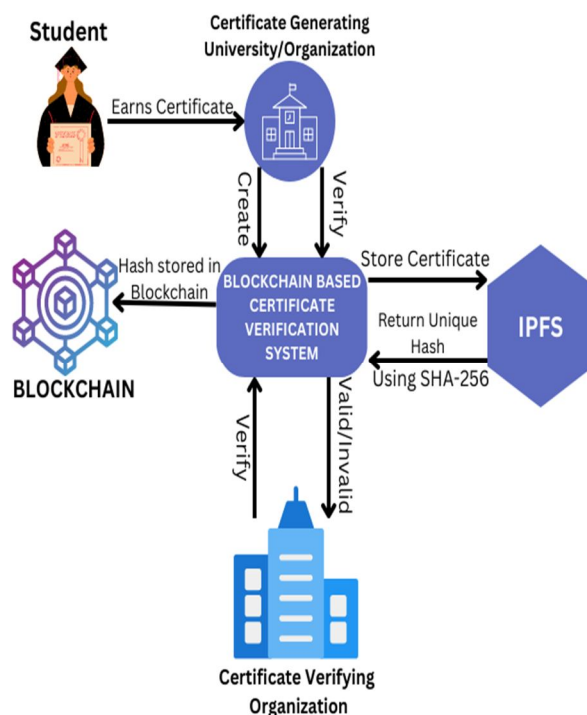 Student
Certificate Generating
University/Organization
Earns Certificate
Create
Verify
Hash stored in
Blockchain
BLOCKCHAIN
BLOCKCHAIN BASED
CERTIFICATE
VERIFICATION
SYSTEM
Store Certificate
Return Unique
Hash
Using SHA-256
IPFS
Verify
Valid/Invalid
Certificate Verifying
Organization